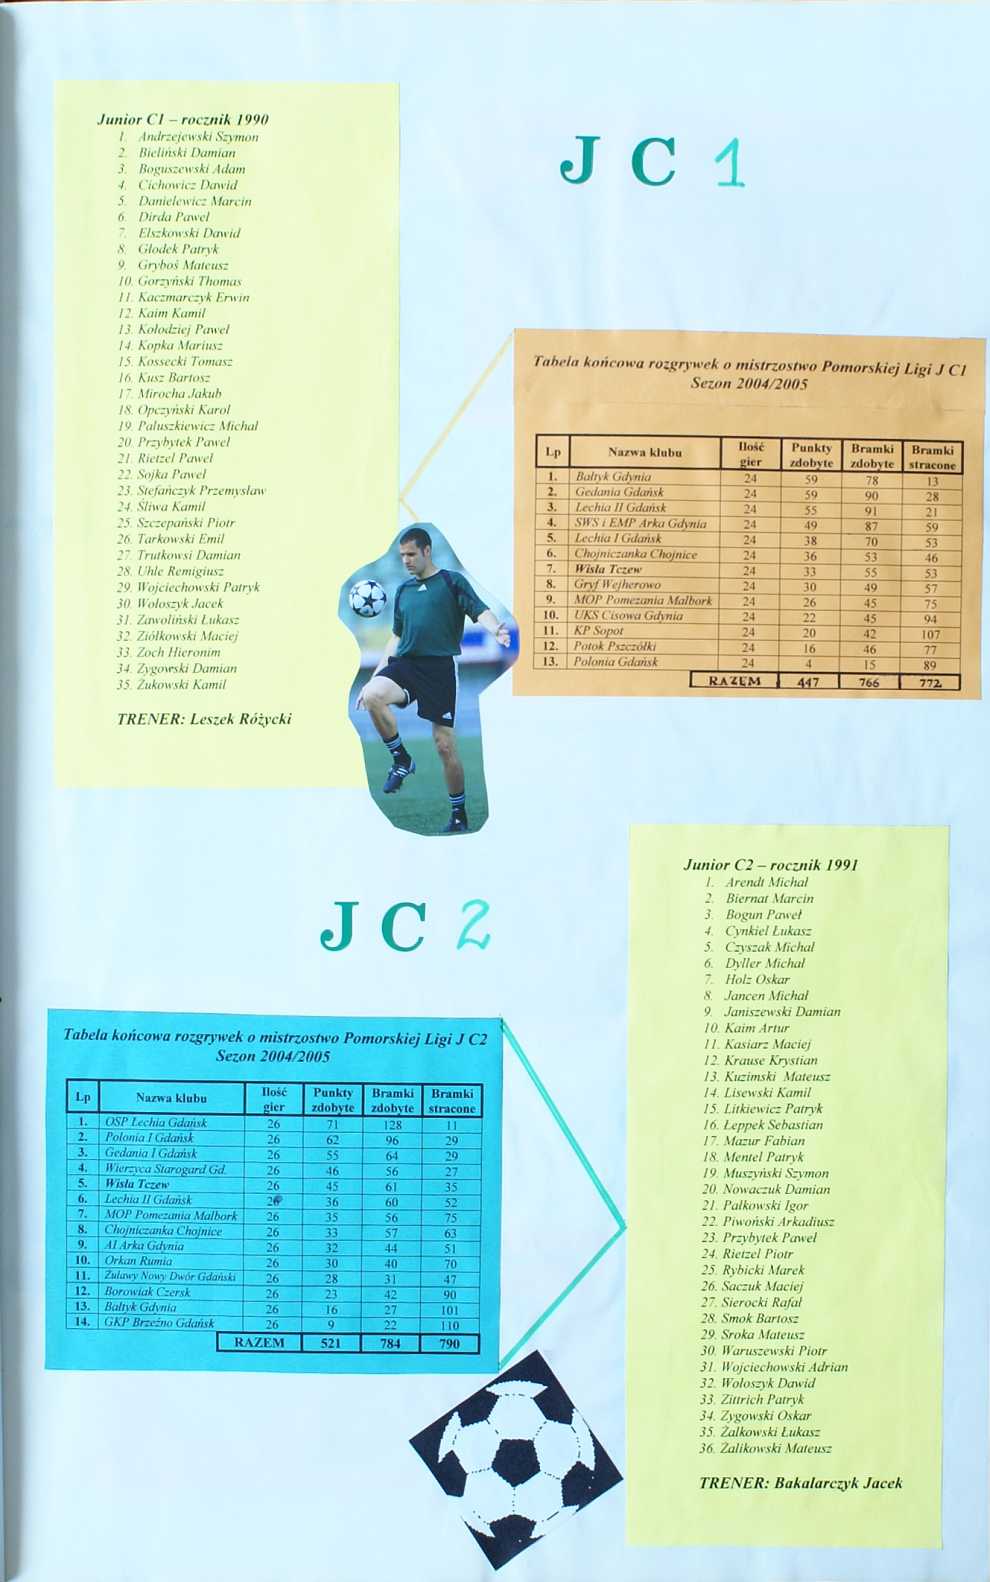 Junior C1 – rocznik 1990
1. Andrzejewski Szymon
2. Bieliński Damian
3. Boguszewski Adam
4. Cichowicz Dawid
5. Danielewicz Marcin
6. Dirda Paweł
7. Elszkowski Dawid
8. Głodek Patryk
9. Gryboś Mateusz
10. Gorzyński Thomas
11. Kaczmarczyk Erwin
12. Kaim Kamil
13. Kołodziej Paweł
14. Kopka Mariusz
15. Kossecki Tomasz
16. Kusz Bartosz
17. Mirocha Jakub
18. Opczyński Karol
19. Paluszkiewicz Michał
20. Przybytek Paweł
21. Rietzel Paweł
22. Sojka Paweł
23. Stefańczyk Przemysław
24. Śliwa Kamil
25. Szczepański Piotr
26. Tarkowski Emil
27. Trutkowsi Damian
28. Uhle Remigiusz
29. Wojciechowski Patryk
30. Wołoszyk Jacek
31. Zawoliński Łukasz
32. Ziółkowski Maciej
33. Zoch Hieronim
34. Zygowski Damian
35. Żukowski Kamil
TRENER: Leszek Różycki
J C 1
Tabela końcowa rozgrywek o mistrzostwo Pomorskiej Ligi J C1
Sezon 2004/2005
Lp Nazwa klubu Ilość gier Punkty zdobyte Bramki zdobyte Bramki stracone
1. Bałtyk Gdynia 24 59 78 13
2. Gedania Gdańsk 24 59 90 28
3. Lechia II Gdańsk 24 55 91 21
4. SWS i EMP Arka Gdynia 24 49 87 59
5. Lechia I Gdańsk 24 38 70 53
6. Chojniczanka Chojnice 24 36 53 46
7. Wisła Tczew 24 33 55 53
8. Gryf Wejherowo 24 30 49 57
9. MOP Pomezania Malbork 24 26 45 75
10. UKS Cisowa Gdynia 24 22 45 94
11. KP Sopot 24 20 42 107
12. Potok Pszczółki 24 16 46 77
13. Polonia Gdańsk 24 4 15 89
RAZEM 447 766 772
J C 2
Tabela końcowa rozgrywek o mistrzostwo Pomorskiej Ligi J C2
Sezon 2004/2005
Lp Nazwa klubu Ilość gier Punkty zdobyte Bramki zdobyte Bramki stracone
1. OSP Lechia Gdańsk 26 71 128 11
2. Polonia I Gdańsk 26 62 96 29
3. Gedania I Gdańsk 26 55 64 29
4. Wierzyca Starogard Gd. 26 46 56 27
5. Wisła Tczew 26 45 61 35
6. Lechia II Gdańsk 26 36 60 52
7. MOP Pomezania Malbork 26 35 56 75
8. Chojniczanka Chojnice 26 33 57 63
9. AI Arka Gdynia 26 32 44 51
10. Orkan Rumia 26 30 40 70
11. Żuławy Nowy Dwór Gdański 26 28 31 47
12. Borowiak Czersk 26 23 42 90
13. Bałtyk Gdynia 26 16 27 101
14. GKP Brzeźno Gdańsk 26 9 22 110
RAZEM 521 784 790
Junior C2 – rocznik 1991
1. Arendt Michał
2. Biernat Marcin
3. Bogun Paweł
4. Cynkiel Łukasz
5. Czyszak Michał
6. Dyller Michał
7. Holz Oskar
8. Jancen Michał
9. Janiszewski Damian
10. Kaim Artur
11. Kasiarz Maciej
12. Krause Krystian
13. Kuzimski Mateusz
14. Lisewski Kamil
15. Litkiewicz Patryk
16. Łeppek Sebastian
17. Mazur Fabian
18. Mentel Patryk
19. Muszyński Szymon
20. Nowaczuk Damian
21. Pałkowski Igor
22. Piwoński Arkadiusz
23. Przybytek Paweł
24. Rietzel Piotr
25. Rybicki Marek
26. Saczuk Maciej
27. Sierocki Rafał
28. Smok Bartosz
29. Sroka Mateusz
30. Waruszewski Piotr
31. Wojciechowski Adrian
32. Wołoszyk Dawid
33. Zittrich Patryk
34. Zygowski Oskar
35. Żalkowski Łukasz
36. Żalikowski Mateusz
TRENER: Bakalarczyk Jacek